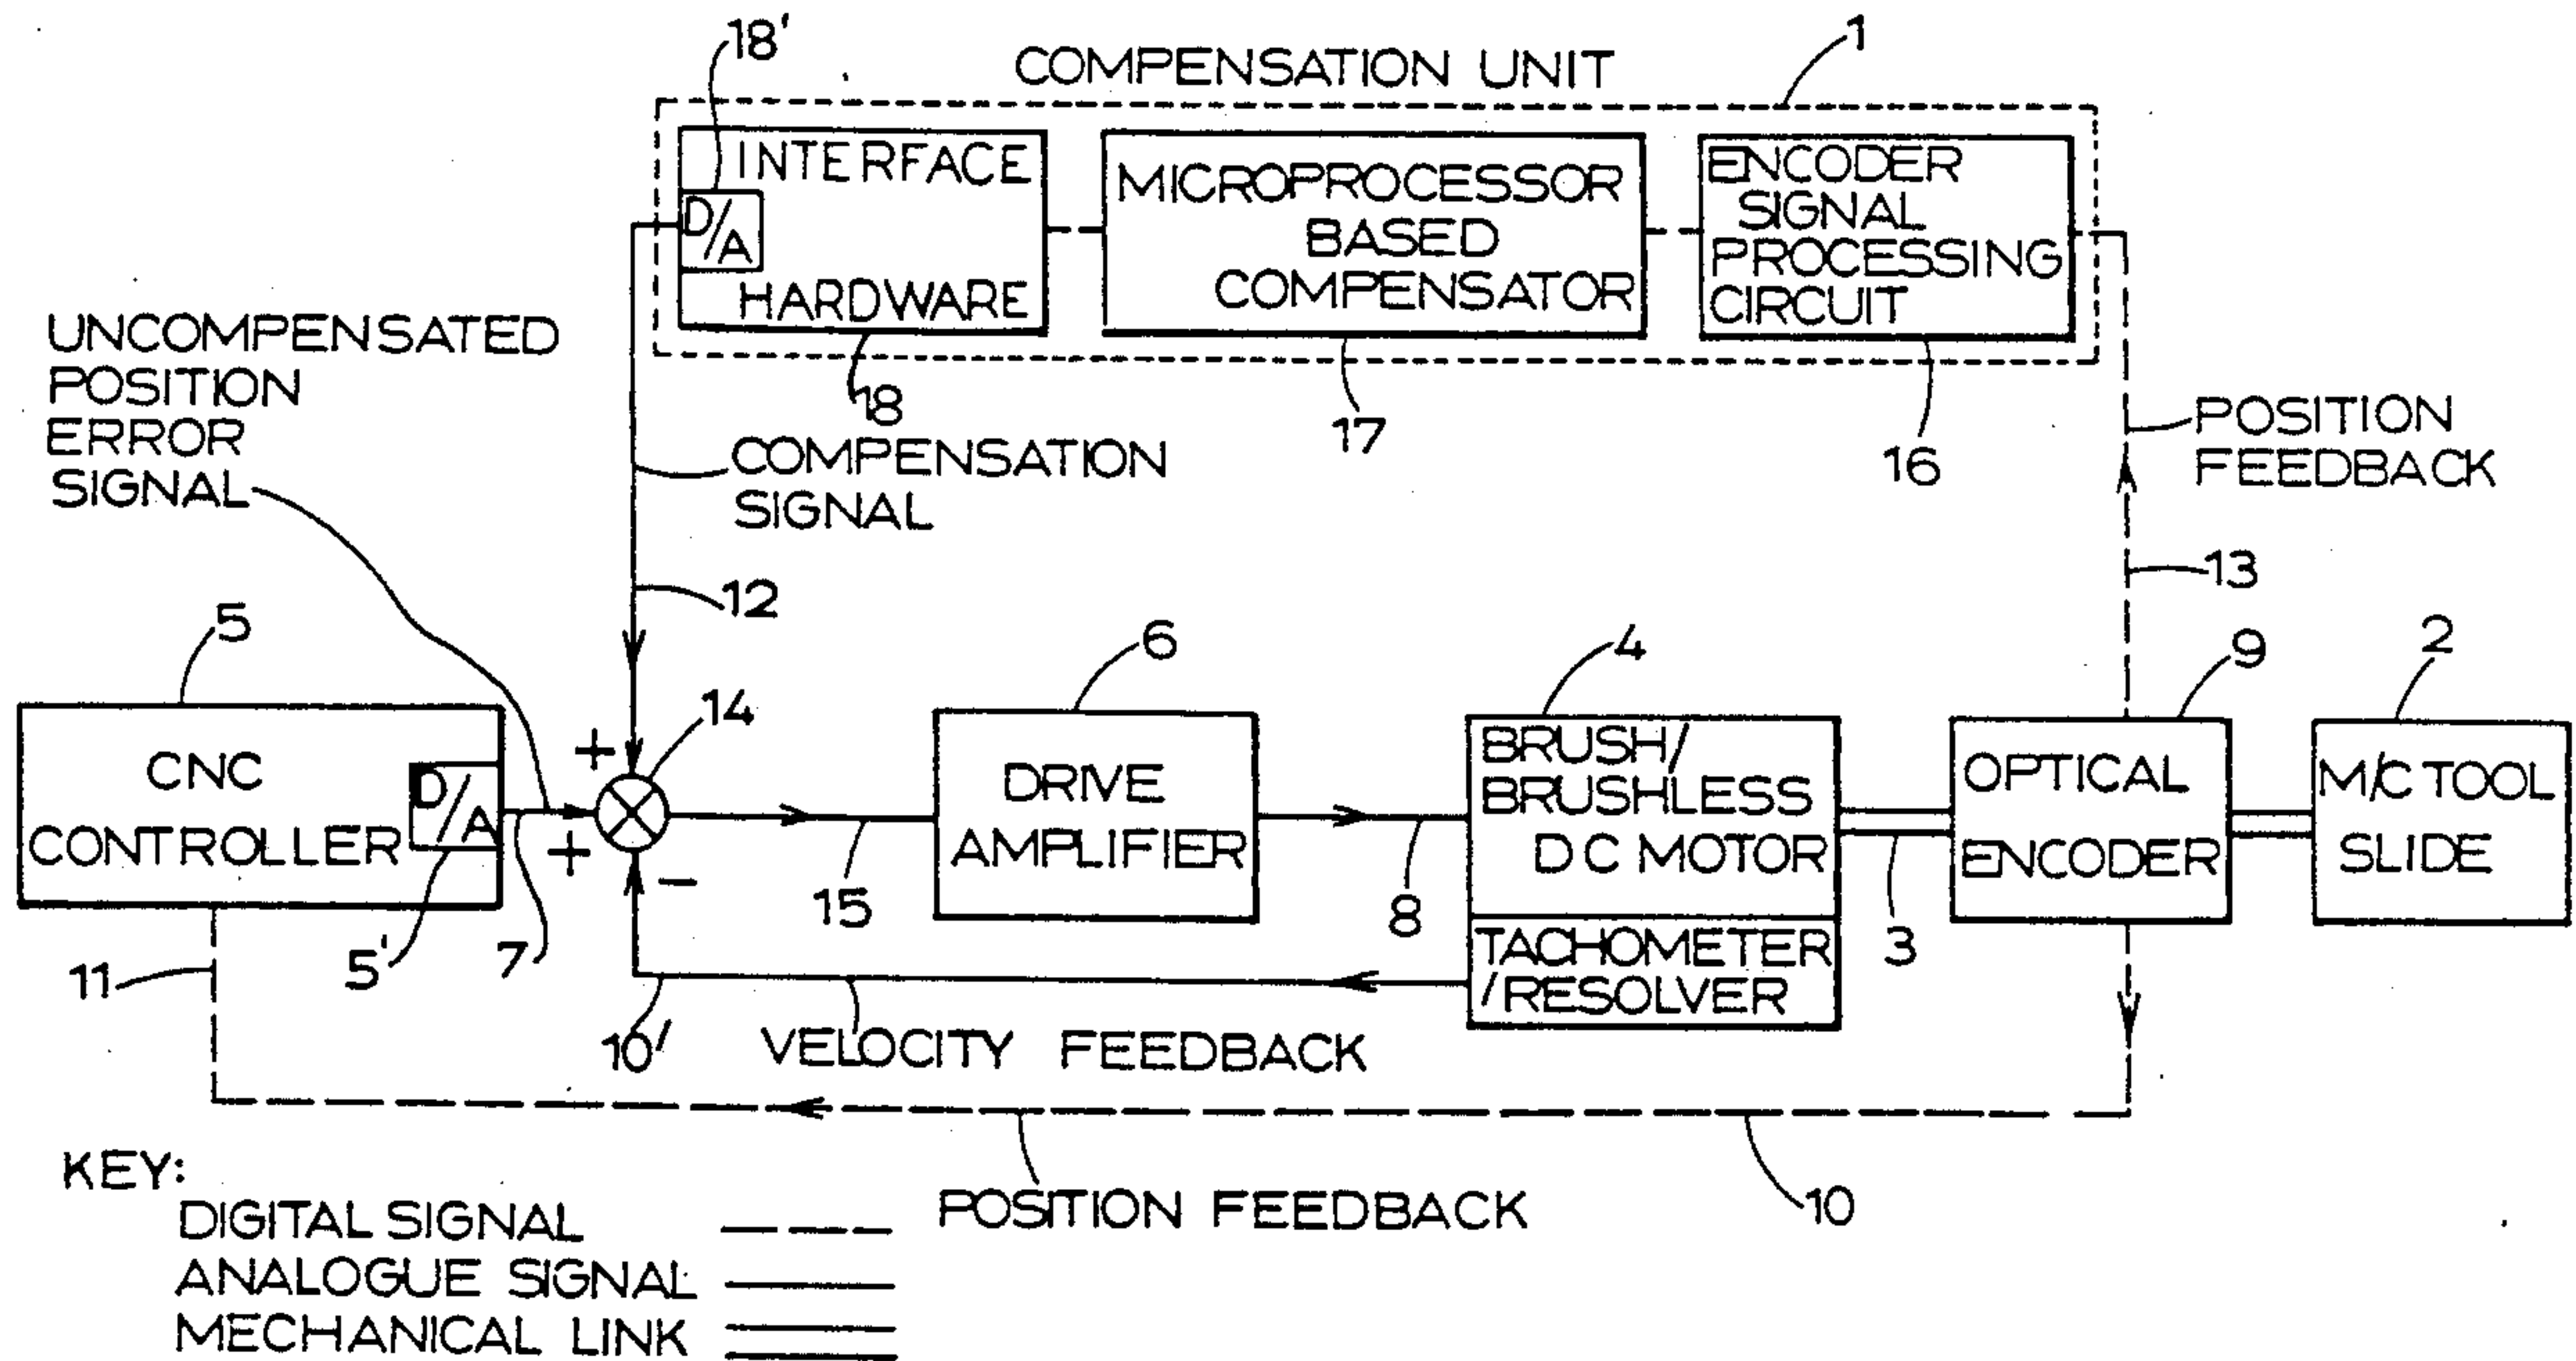 18'
1
COMPENSATION UNIT
INTERFACE
D/A
HARDWARE
MICROPROCESSOR
BASED
COMPENSATOR
ENCODER
SIGNAL
PROCESSING
CIRCUIT
18
17
16
UNCOMPENSATED
POSITION
ERROR
SIGNAL
COMPENSATION
SIGNAL
POSITION
FEEDBACK
12
13
5
14
6
4
9
2
CNC
CONTROLLER
D/A
+
+
−
DRIVE
AMPLIFIER
BRUSH/
BRUSHLESS
DC MOTOR
TACHOMETER
/RESOLVER
OPTICAL
ENCODER
M/C TOOL
SLIDE
11
5'
7
15
8
3
10'
VELOCITY FEEDBACK
POSITION FEEDBACK
10
KEY:
DIGITAL SIGNAL
ANALOGUE SIGNAL
MECHANICAL LINK